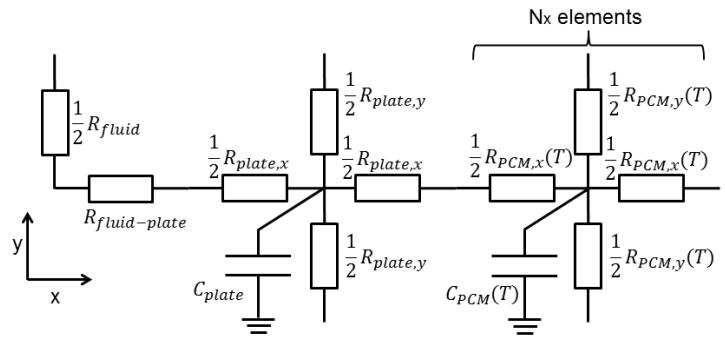 Nx elements
½ R_fluid
½ R_plate,y
½ R_PCM,y(T)
½ R_plate,x
½ R_plate,x
½ R_PCM,x(T)
½ R_PCM,x(T)
R_fluid−plate
y
x
C_plate
½ R_plate,y
C_PCM(T)
½ R_PCM,y(T)